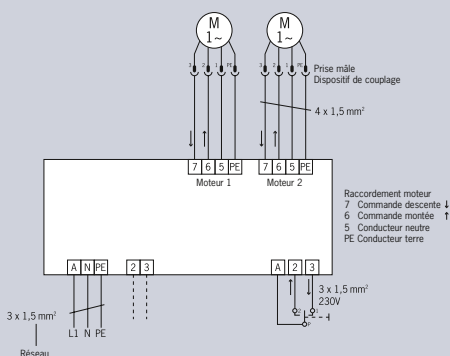 M
1~
M
1~
3 2 1 PE
3 2 1 PE
Prise mâle
Dispositif de couplage
4 x 1,5 mm²
↓ ↑
↓ ↑
7 6 5 PE
7 6 5 PE
Moteur 1
Moteur 2
Raccordement moteur
7 Commande descente ↓
6 Commande montée ↑
5 Conducteur neutre
PE Conducteur terre
A N PE
2 3
A 2 3
↑ ↓
3 x 1,5 mm²
230V
3 x 1,5 mm²
P
L1 N PE
Réseau